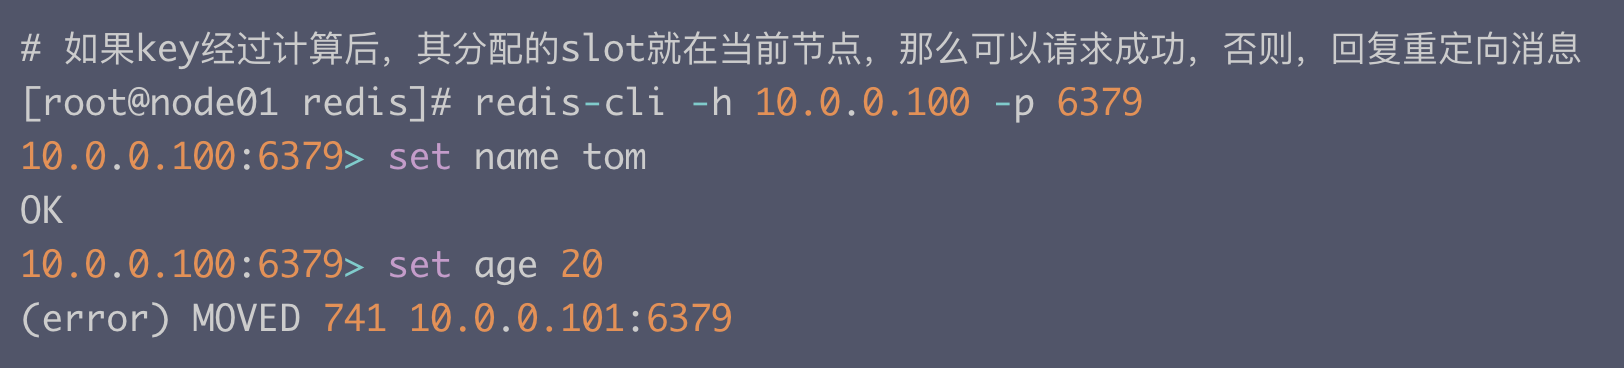 # 如果key经过计算后，其分配的slot就在当前节点，那么可以请求成功，否则，回复重定向消息
[root@node01 redis]# redis-cli -h 10.0.0.100 -p 6379
10.0.0.100:6379> set name tom
OK
10.0.0.100:6379> set age 20
(error) MOVED 741 10.0.0.101:6379